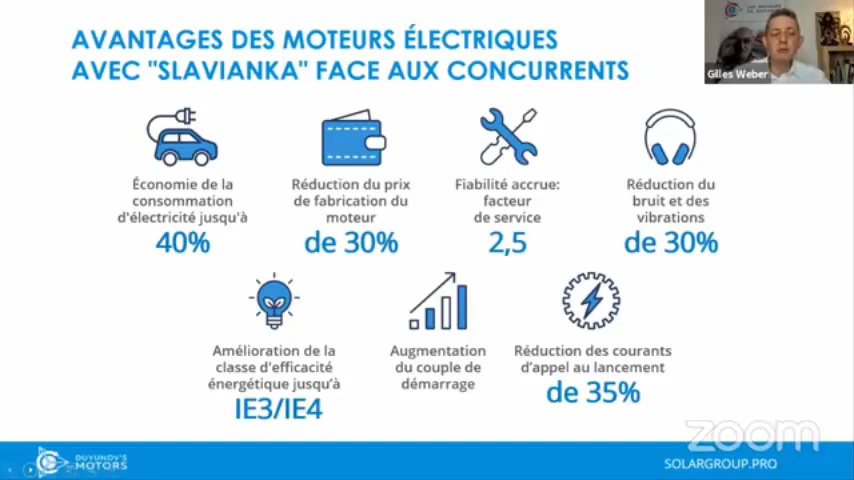 AVANTAGES DES MOTEURS ÉLECTRIQUES
AVEC "SLAVIANKA" FACE AUX CONCURRENTS
Gilles Weber
Économie de la
consommation
d'électricité jusqu'à
40%
Réduction du prix
de fabrication du
moteur
de 30%
Fiabilité accrue:
facteur
de service
2,5
Réduction du
bruit et des
vibrations
de 30%
Amélioration de la
classe d'efficacité
énergétique jusqu'à
IE3/IE4
Augmentation
du couple de
démarrage
Réduction des courants
d'appel au lancement
de 35%
zoom
DUYUNOV'S
MOTORS
SOLARGROUP.PRO